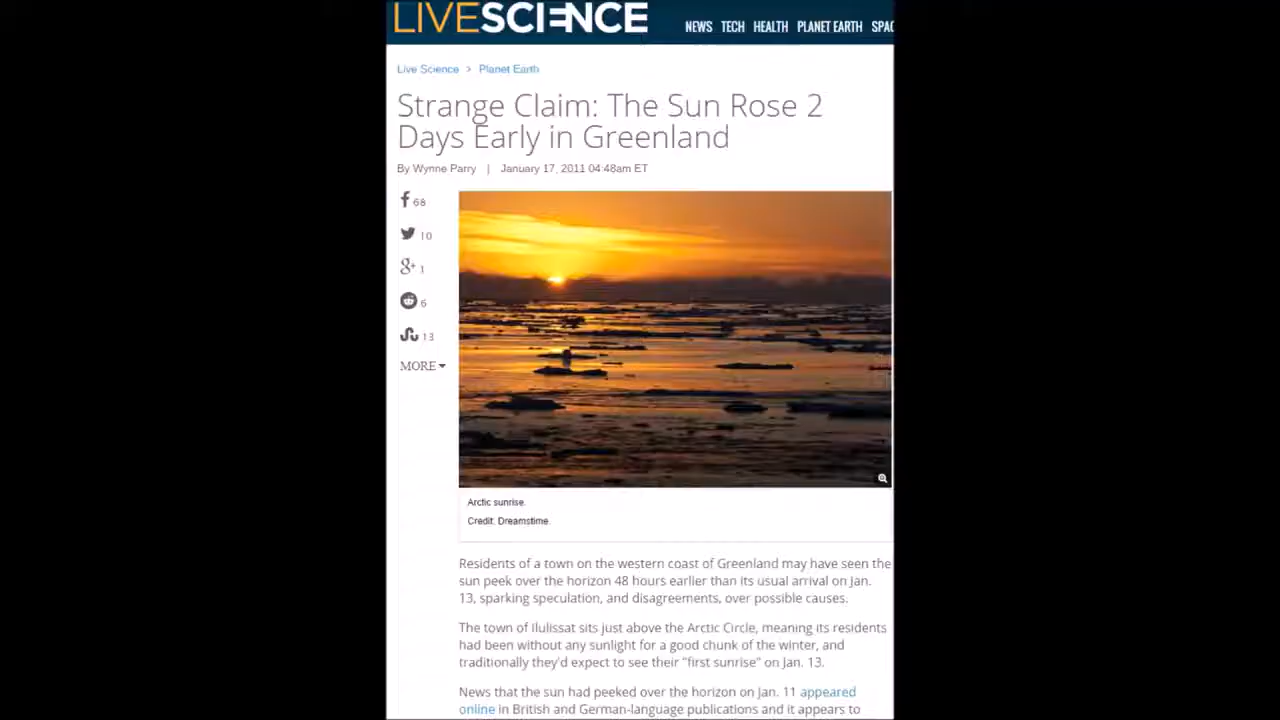 LIVESCIENCE
NEWS TECH HEALTH PLANET EARTH SPAC
Live Science > Planet Earth
Strange Claim: The Sun Rose 2
Days Early in Greenland
By Wynne Parry | January 17, 2011 04:48am ET
68
10
8+ 1
6
13
MORE
Arctic sunrise.
Credit: Dreamstime.
Residents of a town on the western coast of Greenland may have seen the
sun peek over the horizon 48 hours earlier than its usual arrival on Jan.
13, sparking speculation, and disagreements, over possible causes.
The town of Ilulissat sits just above the Arctic Circle, meaning its residents
had been without any sunlight for a good chunk of the winter, and
traditionally they'd expect to see their "first sunrise" on Jan. 13.
News that the sun had peeked over the horizon on Jan. 11 appeared
online in British and German-language publications and it appears to